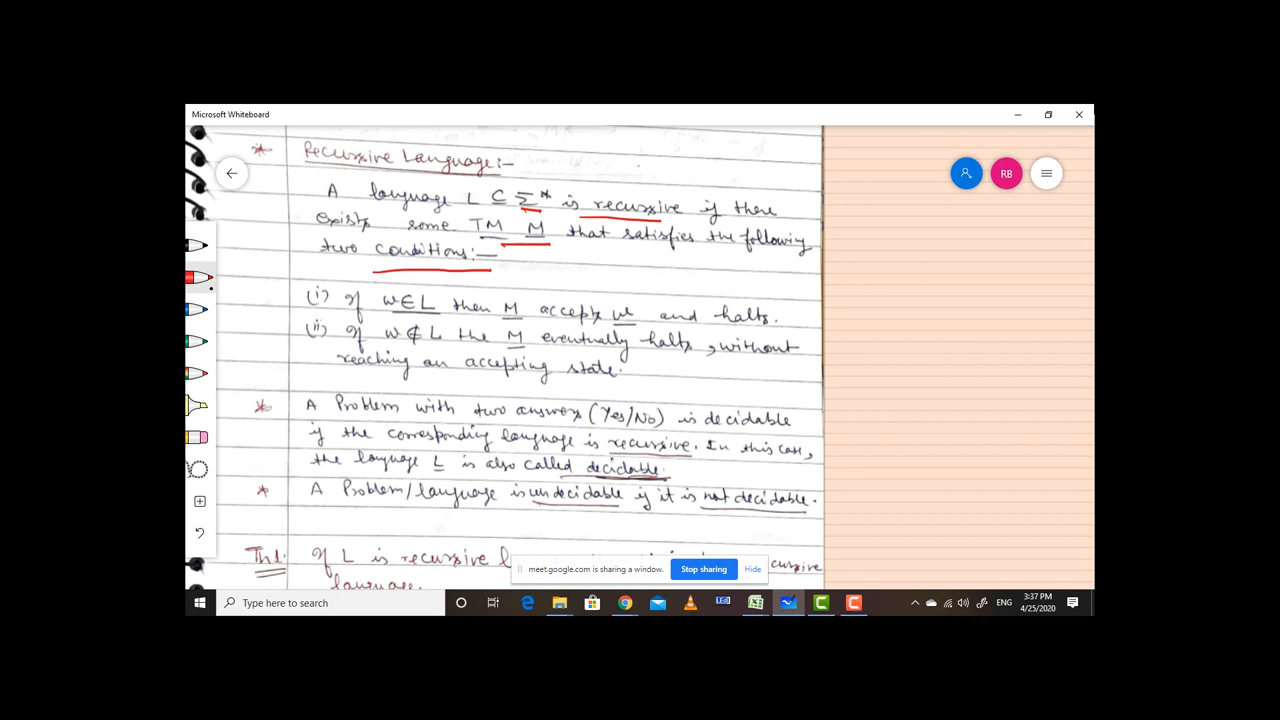 Microsoft Whiteboard
* Recursive Language:-
A language L ⊆ Σ* is recursive if there
exists some TM M that satisfies the following
two conditions:-
(i) If w∈L then M accepts w and halts.
(ii) If w∉L the M eventually halts, without
reaching an accepting state.
* A Problem with two answers (Yes/No) is decidable
if the corresponding language is recursive. In this case,
the language L is also called decidable.
* A Problem/language is undecidable if it is not decidable.
Th1. If L is recursive recursive
language.
RB
meet.google.com is sharing a window. Stop sharing Hide
Type here to search
ENG
3:37 PM
4/25/2020